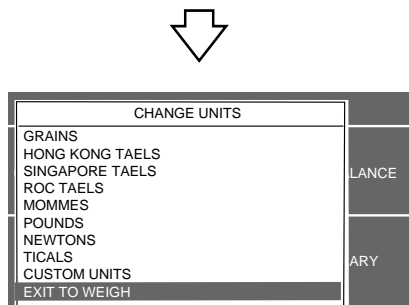 CHANGE UNITS
GRAINS
HONG KONG TAELS
SINGAPORE TAELS
ROC TAELS
MOMMES
POUNDS
NEWTONS
TICALS
CUSTOM UNITS
EXIT TO WEIGH
LANCE
ARY